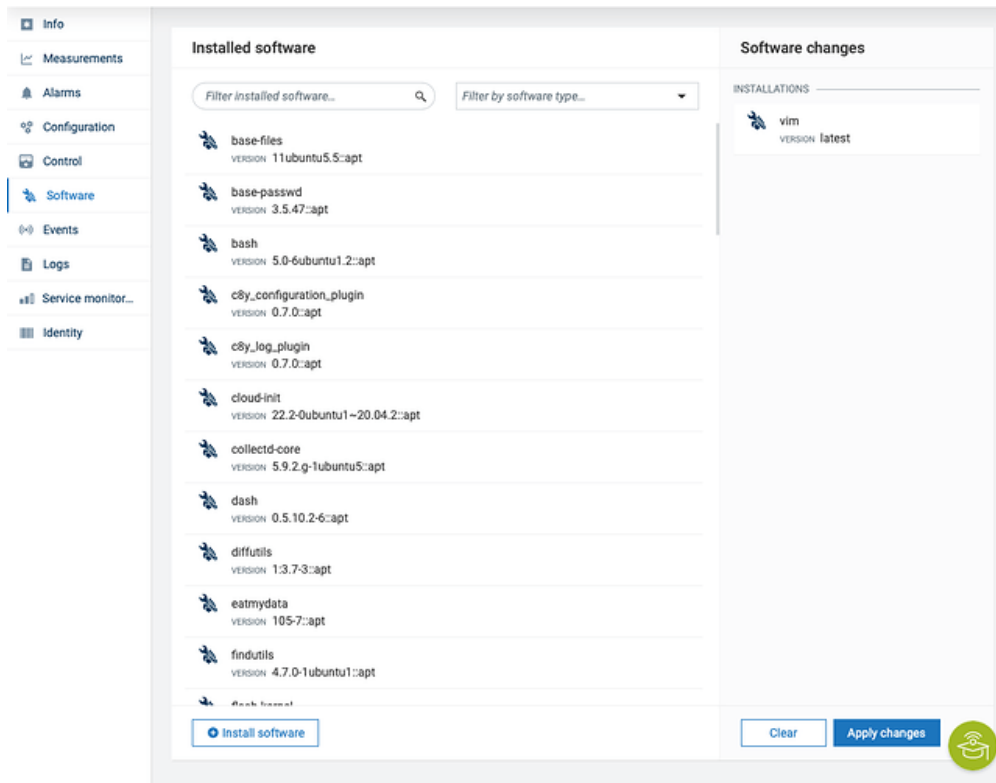 Info
Measurements
Alarms
Configuration
Control
Software
Events
Logs
Service monitor...
Identity
Installed software
Filter installed software...
Filter by software type...
base-files
VERSION 11ubuntu5.5::apt
base-passwd
VERSION 3.5.47::apt
bash
VERSION 5.0-6ubuntu1.2::apt
c8y_configuration_plugin
VERSION 0.7.0::apt
c8y_log_plugin
VERSION 0.7.0::apt
cloud-init
VERSION 22.2-0ubuntu1~20.04.2::apt
collectd-core
VERSION 5.9.2.g-1ubuntu5::apt
dash
VERSION 0.5.10.2-6::apt
diffutils
VERSION 1:3.7-3::apt
eatmydata
VERSION 105-7::apt
findutils
VERSION 4.7.0-1ubuntu1::apt
Install software
Software changes
INSTALLATIONS
vim
VERSION latest
Clear
Apply changes